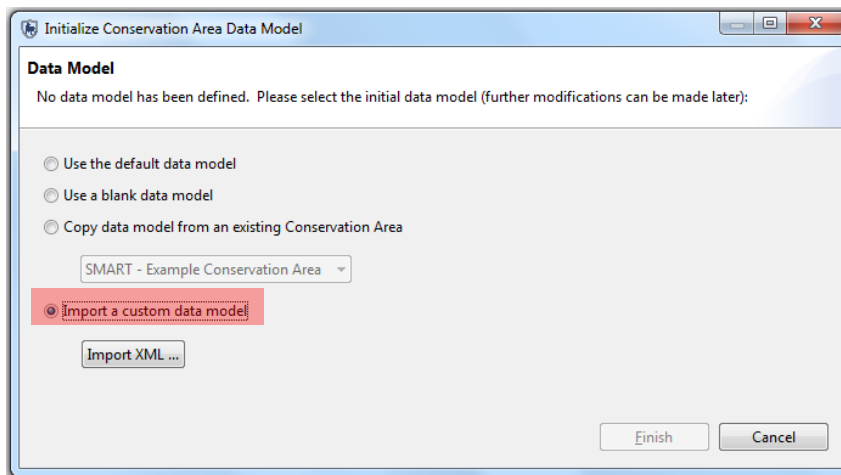 Initialize Conservation Area Data Model
Data Model
No data model has been defined. Please select the initial data model (further modifications can be made later):
Use the default data model
Use a blank data model
Copy data model from an existing Conservation Area
SMART - Example Conservation Area
Import a custom data model
Import XML ...
Finish Cancel